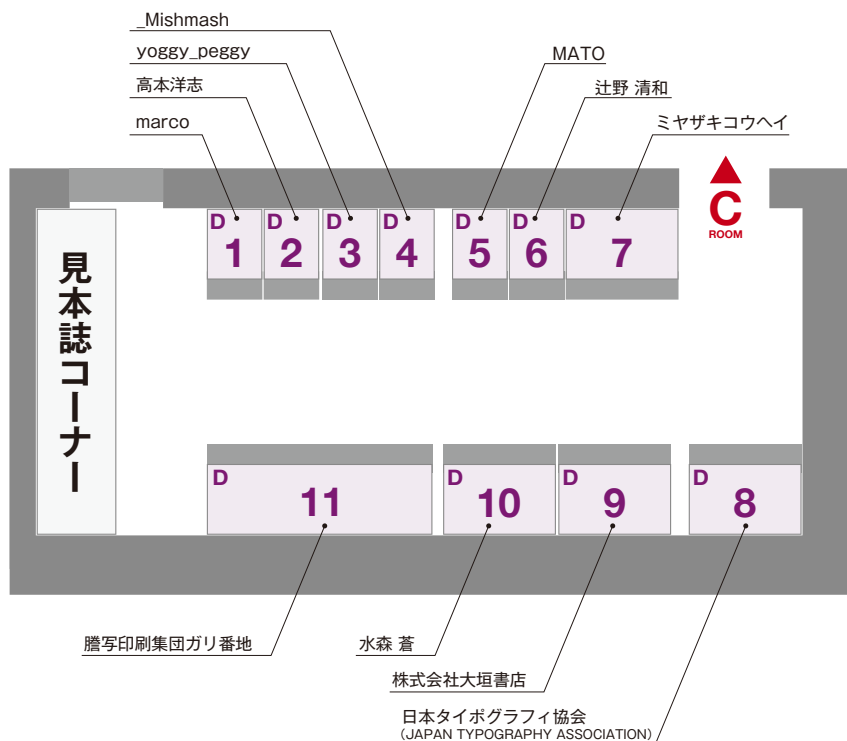 _Mishmash
yoggy_peggy
高本洋志
marco
MATO
辻野 清和
ミヤザキコウヘイ
C
ROOM
見本誌コーナー
D
1
D
2
D
3
D
4
D
5
D
6
D
7
D
11
D
10
D
9
D
8
謄写印刷集団ガリ番地
水森 蒼
株式会社大垣書店
日本タイポグラフィ協会
(JAPAN TYPOGRAPHY ASSOCIATION)